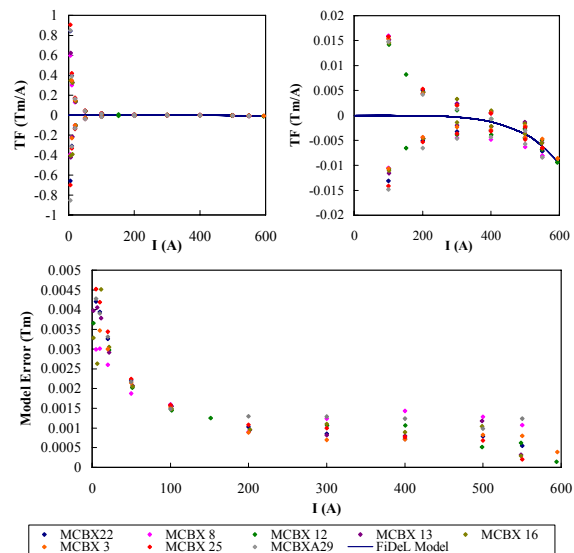 1
0.8
0.6
0.4
0.2
0
-0.2
-0.4
-0.6
-0.8
-1
TF (Tm/A)
0 200 400 600
I (A)
0.02
0.015
0.01
0.005
0
-0.005
-0.01
-0.015
-0.02
TF (Tm/A)
0 200 400 600
I (A)
0.005
0.0045
0.004
0.0035
0.003
0.0025
0.002
0.0015
0.001
0.0005
0
Model Error (Tm)
0 100 200 300 400 500 600
I (A)
MCBX22 MCBX 8 MCBX 12 MCBX 13 MCBX 16
MCBX 3 MCBX 25 MCBXA29 FiDeL Model